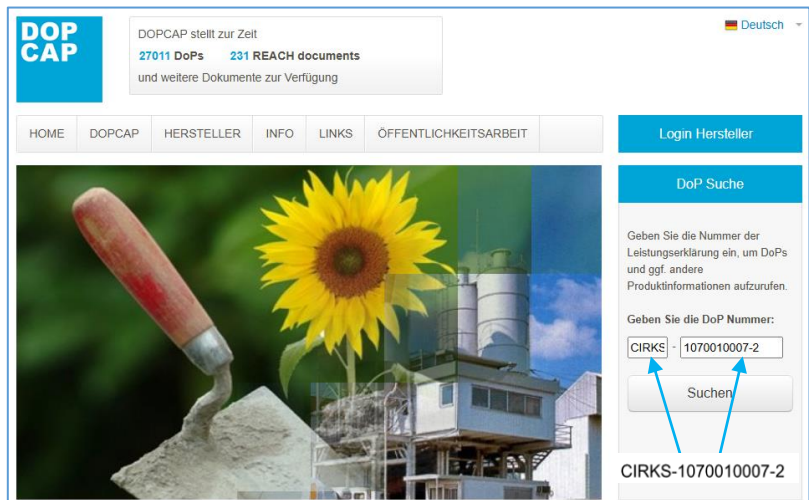 DOP
CAP
DOPCAP stellt zur Zeit
27011 DoPs 231 REACH documents
und weitere Dokumente zur Verfügung
Deutsch
HOME DOPCAP HERSTELLER INFO LINKS ÖFFENTLICHKEITSARBEIT
Login Hersteller
DoP Suche
Geben Sie die Nummer der
Leistungserklärung ein, um DoPs
und ggf. andere
Produktinformationen aufzurufen.
Geben Sie die DoP Nummer:
CIRKS - 1070010007-2
Suchen
CIRKS-1070010007-2